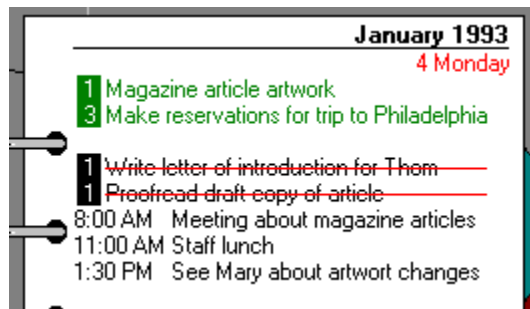 January 1993
4 Monday
1 Magazine article artwork
3 Make reservations for trip to Philadelphia
1 Write letter of introduction for Thom
1 Proofread draft copy of article
8:00 AM Meeting about magazine articles
11:00 AM Staff lunch
1:30 PM See Mary about artwort changes